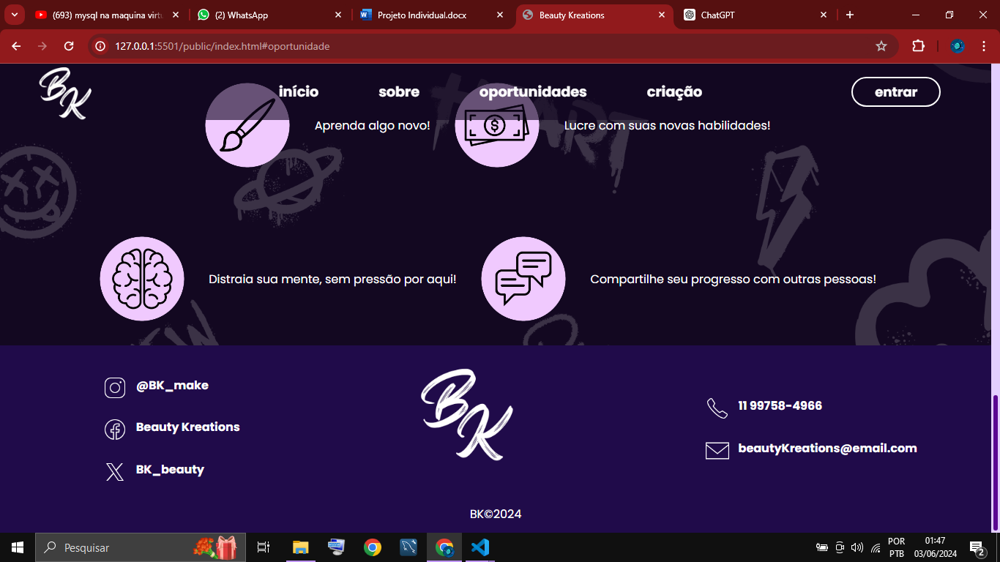 (693) mysql na maquina virtu
(2) WhatsApp
Projeto Individual.docx
Beauty Kreations
ChatGPT
127.0.0.1:5501/public/index.html#oportunidade
BK
início
sobre
oportunidades
criação
entrar
Aprenda algo novo!
Lucre com suas novas habilidades!
Distraia sua mente, sem pressão por aqui!
Compartilhe seu progresso com outras pessoas!
@BK_make
Beauty Kreations
BK_beauty
BK
11 99758-4966
beautyKreations@email.com
BK©2024
Pesquisar
POR
PTB
01:47
03/06/2024
2